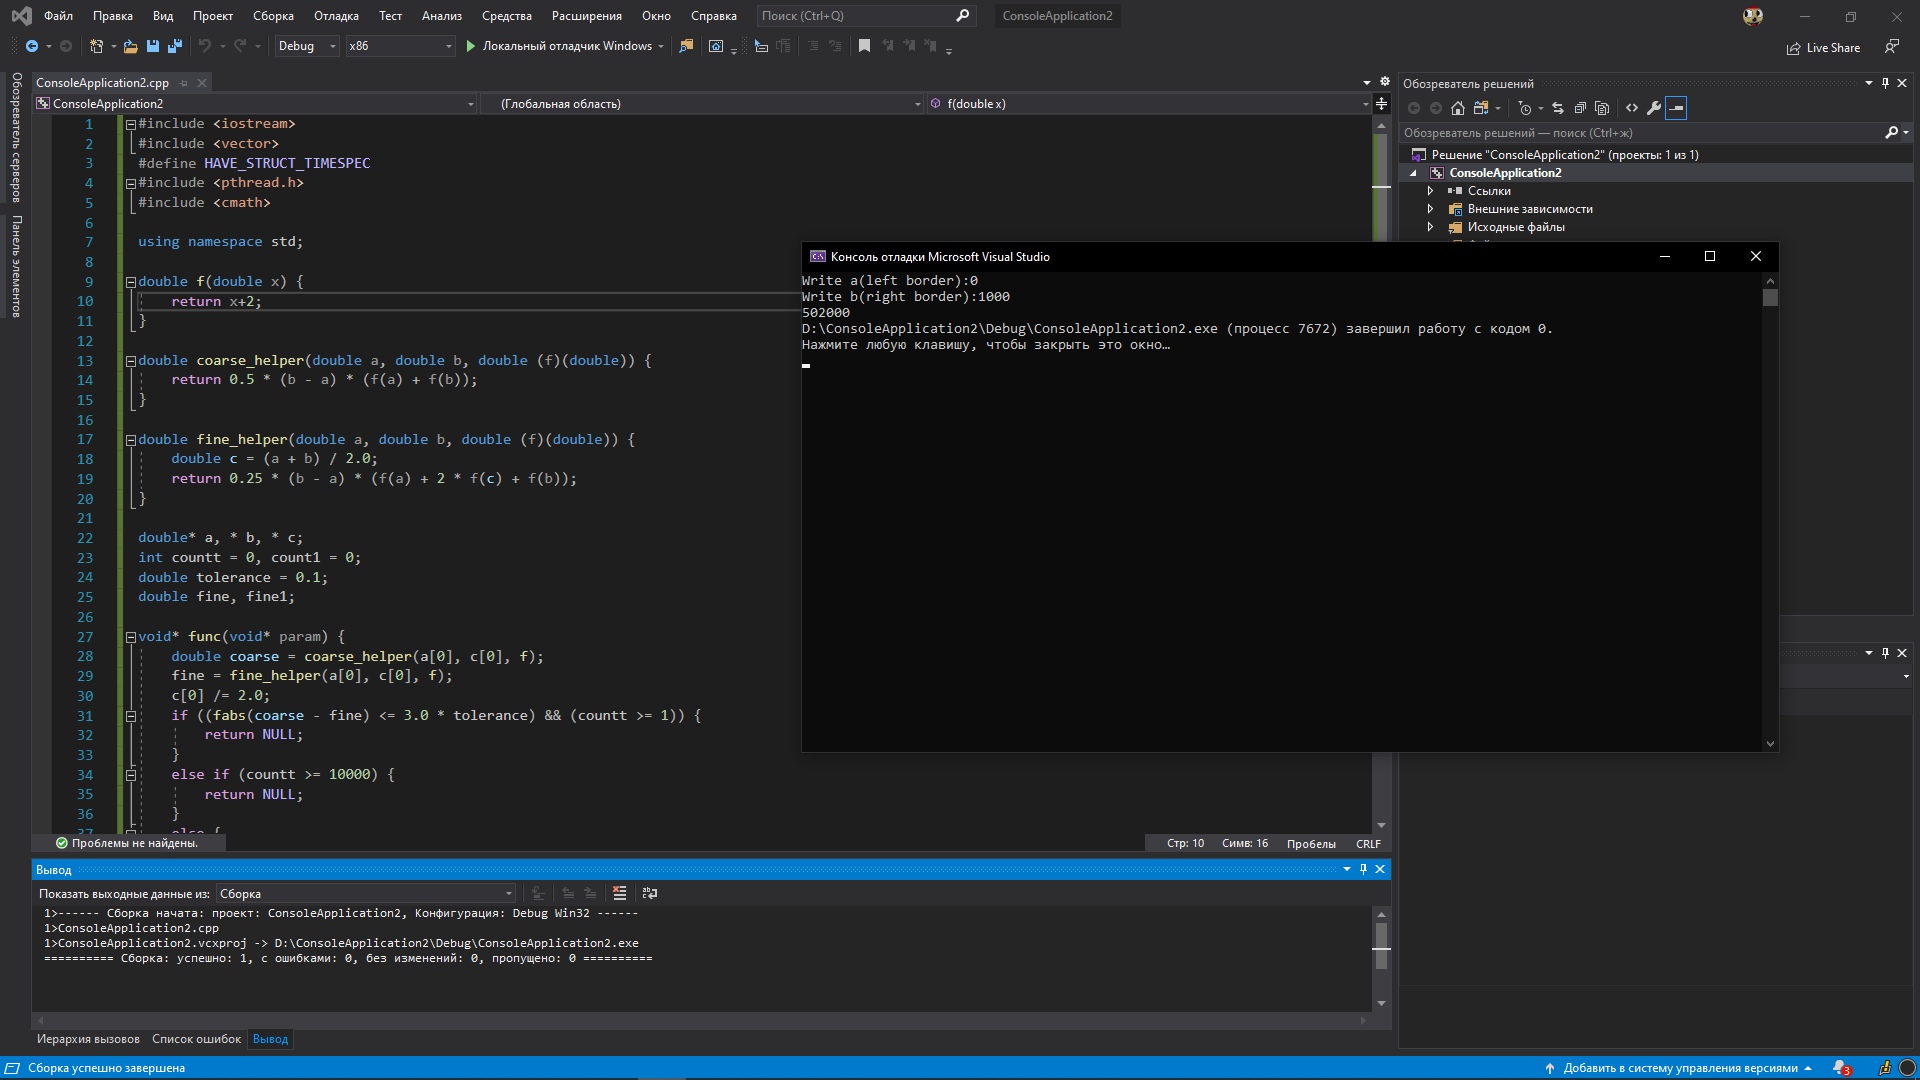 Файл Правка Вид Проект Сборка Отладка Тест Анализ Средства Расширения Окно Справка Поиск (Ctrl+Q) ConsoleApplication2
Debug x86 Локальный отладчик Windows Live Share
Обозреватель серверов
Панель элементов
ConsoleApplication2.cpp
ConsoleApplication2 (Глобальная область) f(double x)
1 #include <iostream>
2 #include <vector>
3 #define HAVE_STRUCT_TIMESPEC
4 #include <pthread.h>
5 #include <cmath>
6
7 using namespace std;
8
9 double f(double x) {
10 return x+2;
11 }
12
13 double coarse_helper(double a, double b, double (f)(double)) {
14 return 0.5 * (b - a) * (f(a) + f(b));
15 }
16
17 double fine_helper(double a, double b, double (f)(double)) {
18 double c = (a + b) / 2.0;
19 return 0.25 * (b - a) * (f(a) + 2 * f(c) + f(b));
20 }
21
22 double* a, * b, * c;
23 int countt = 0, count1 = 0;
24 double tolerance = 0.1;
25 double fine, fine1;
26
27 void* func(void* param) {
28 double coarse = coarse_helper(a[0], c[0], f);
29 fine = fine_helper(a[0], c[0], f);
30 c[0] /= 2.0;
31 if ((fabs(coarse - fine) <= 3.0 * tolerance) && (countt >= 1)) {
32 return NULL;
33 }
34 else if (countt >= 10000) {
35 return NULL;
36 }
37 else {
Проблемы не найдены. Стр: 10 Симв: 16 Пробелы CRLF
Консоль отладки Microsoft Visual Studio
Write a(left border):0
Write b(right border):1000
502000
D:\ConsoleApplication2\Debug\ConsoleApplication2.exe (процесс 7672) завершил работу с кодом 0.
Нажмите любую клавишу, чтобы закрыть это окно…
Обозреватель решений
Обозреватель решений — поиск (Ctrl+ж)
Решение "ConsoleApplication2" (проекты: 1 из 1)
ConsoleApplication2
Ссылки
Внешние зависимости
Исходные файлы
Вывод
Показать выходные данные из: Сборка
1>------ Сборка начата: проект: ConsoleApplication2, Конфигурация: Debug Win32 ------
1>ConsoleApplication2.cpp
1>ConsoleApplication2.vcxproj -> D:\ConsoleApplication2\Debug\ConsoleApplication2.exe
========== Сборка: успешно: 1, с ошибками: 0, без изменений: 0, пропущено: 0 ==========
Иерархия вызовов Список ошибок Вывод
Сборка успешно завершена Добавить в систему управления версиями 3